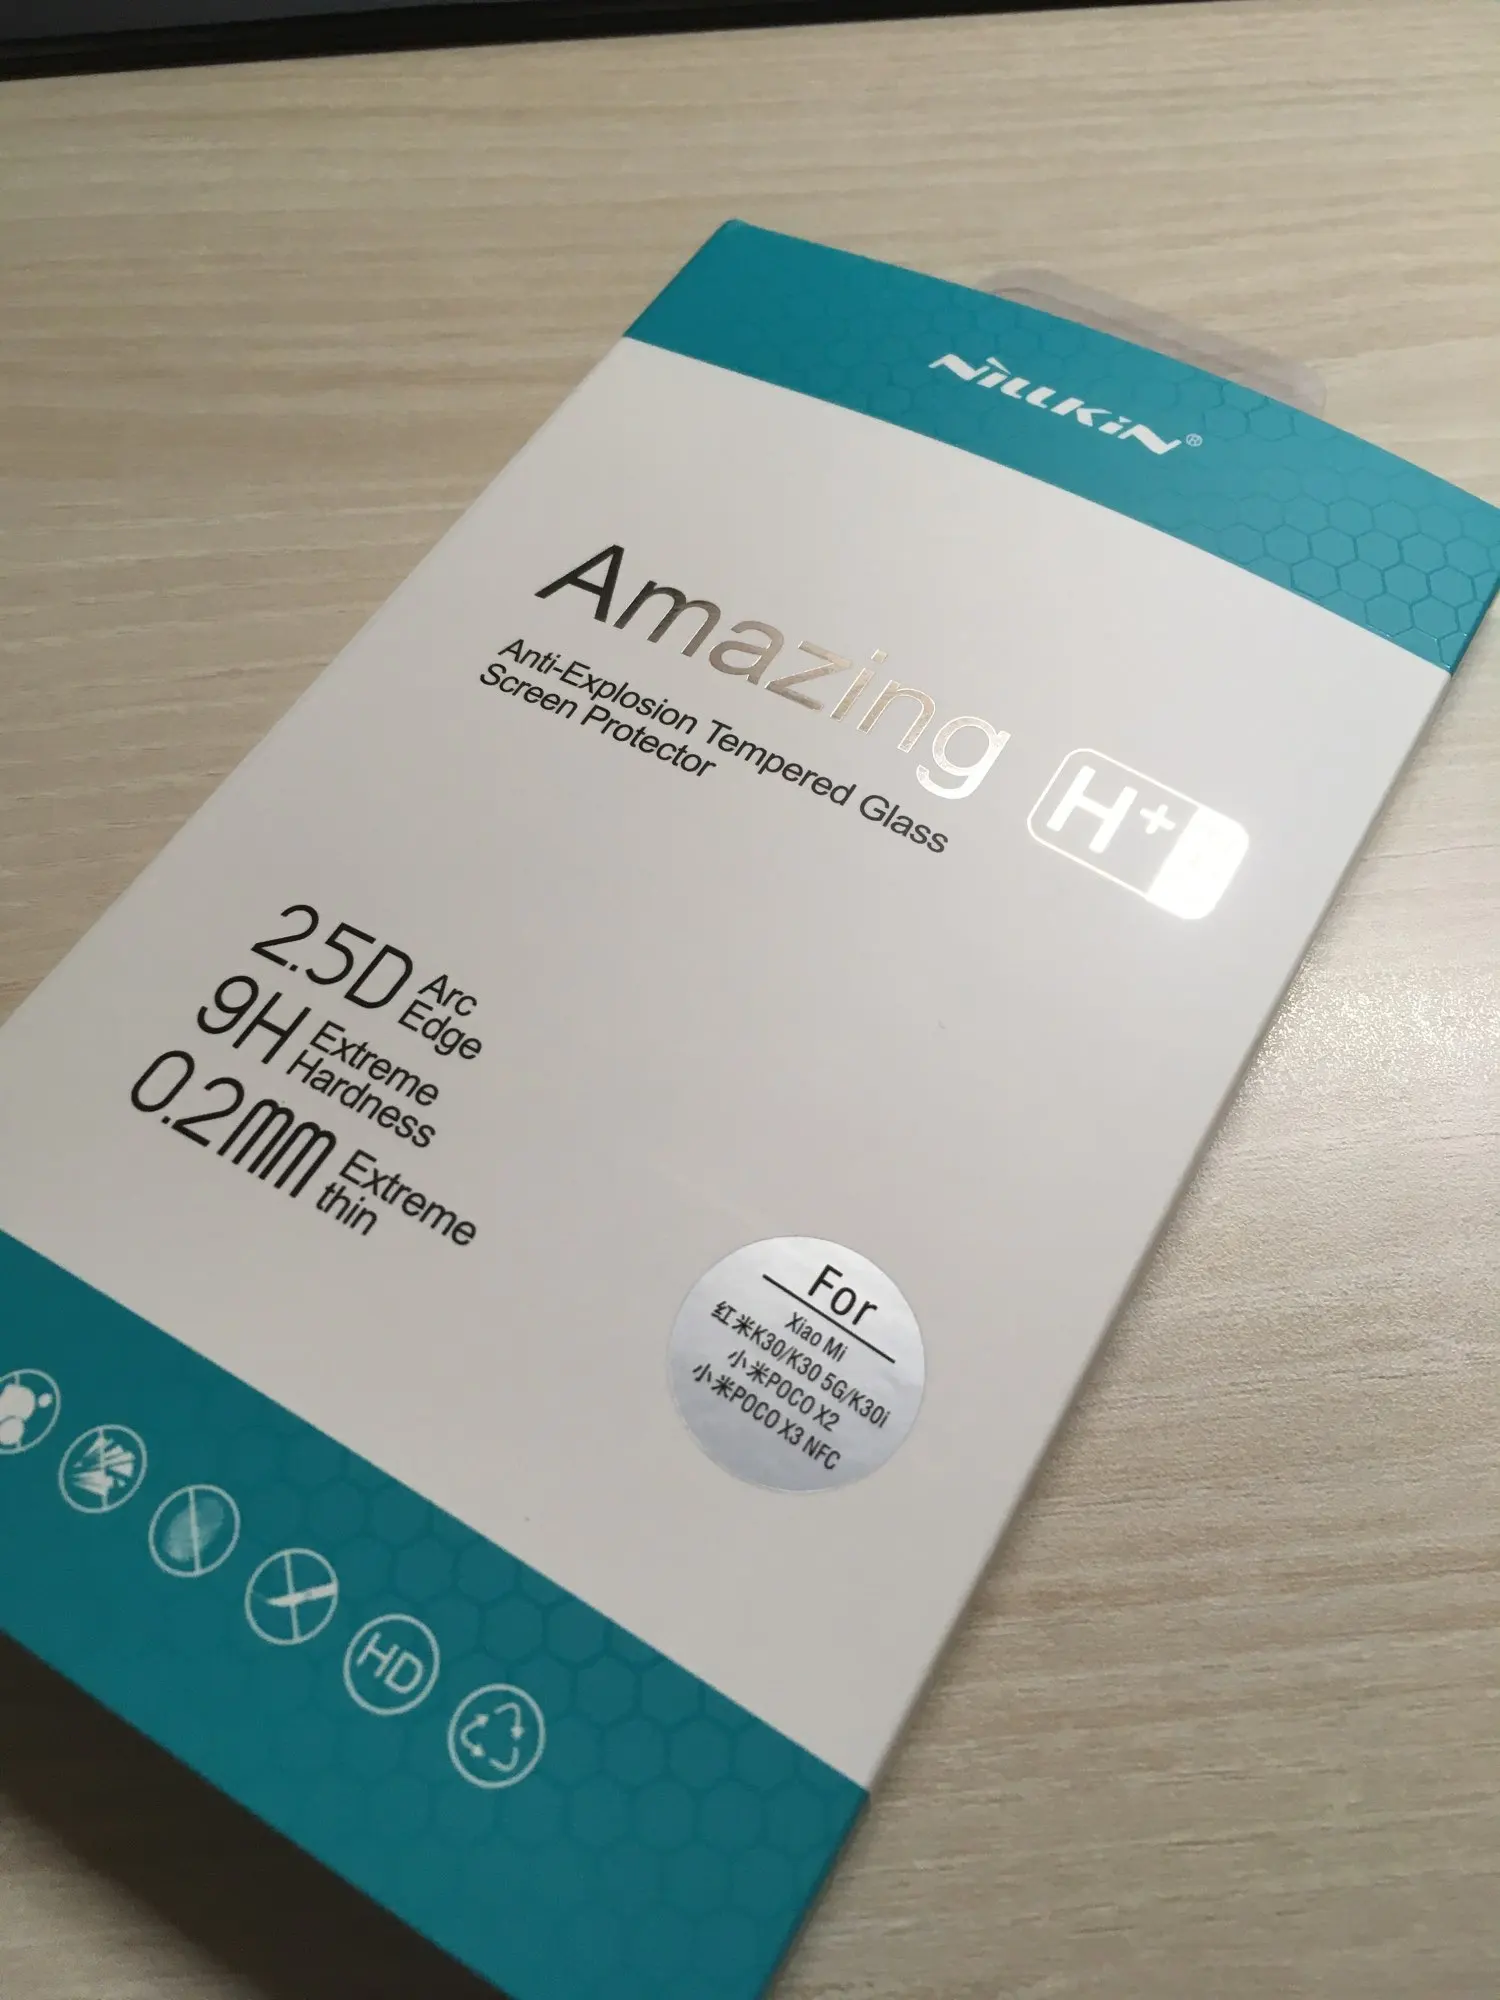 NILLKIN®
Amazing H+
Anti-Explosion Tempered Glass
Screen Protector
2.5D Arc
Edge
9H Extreme
Hardness
0.2mm Extreme
thin
For
Xiao Mi
红米K30/K30 5G/K30i
小米POCO X2
小米POCO X3 NFC
HD